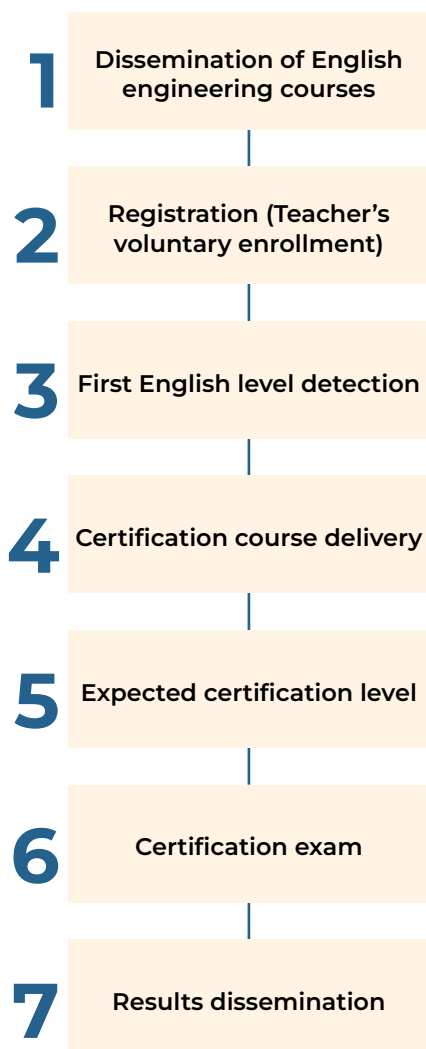 1
Dissemination of English
engineering courses
2
Registration (Teacher's
voluntary enrollment)
3
First English level detection
4
Certification course delivery
5
Expected certification level
6
Certification exam
7
Results dissemination